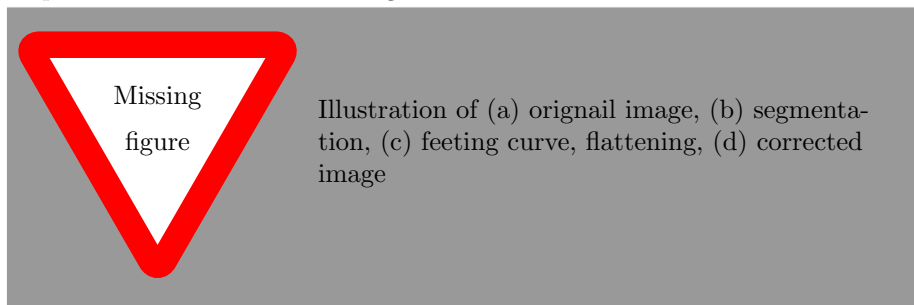 Missing
figure
Illustration of (a) orignail image, (b) segmenta-
tion, (c) feeting curve, flattening, (d) corrected
image